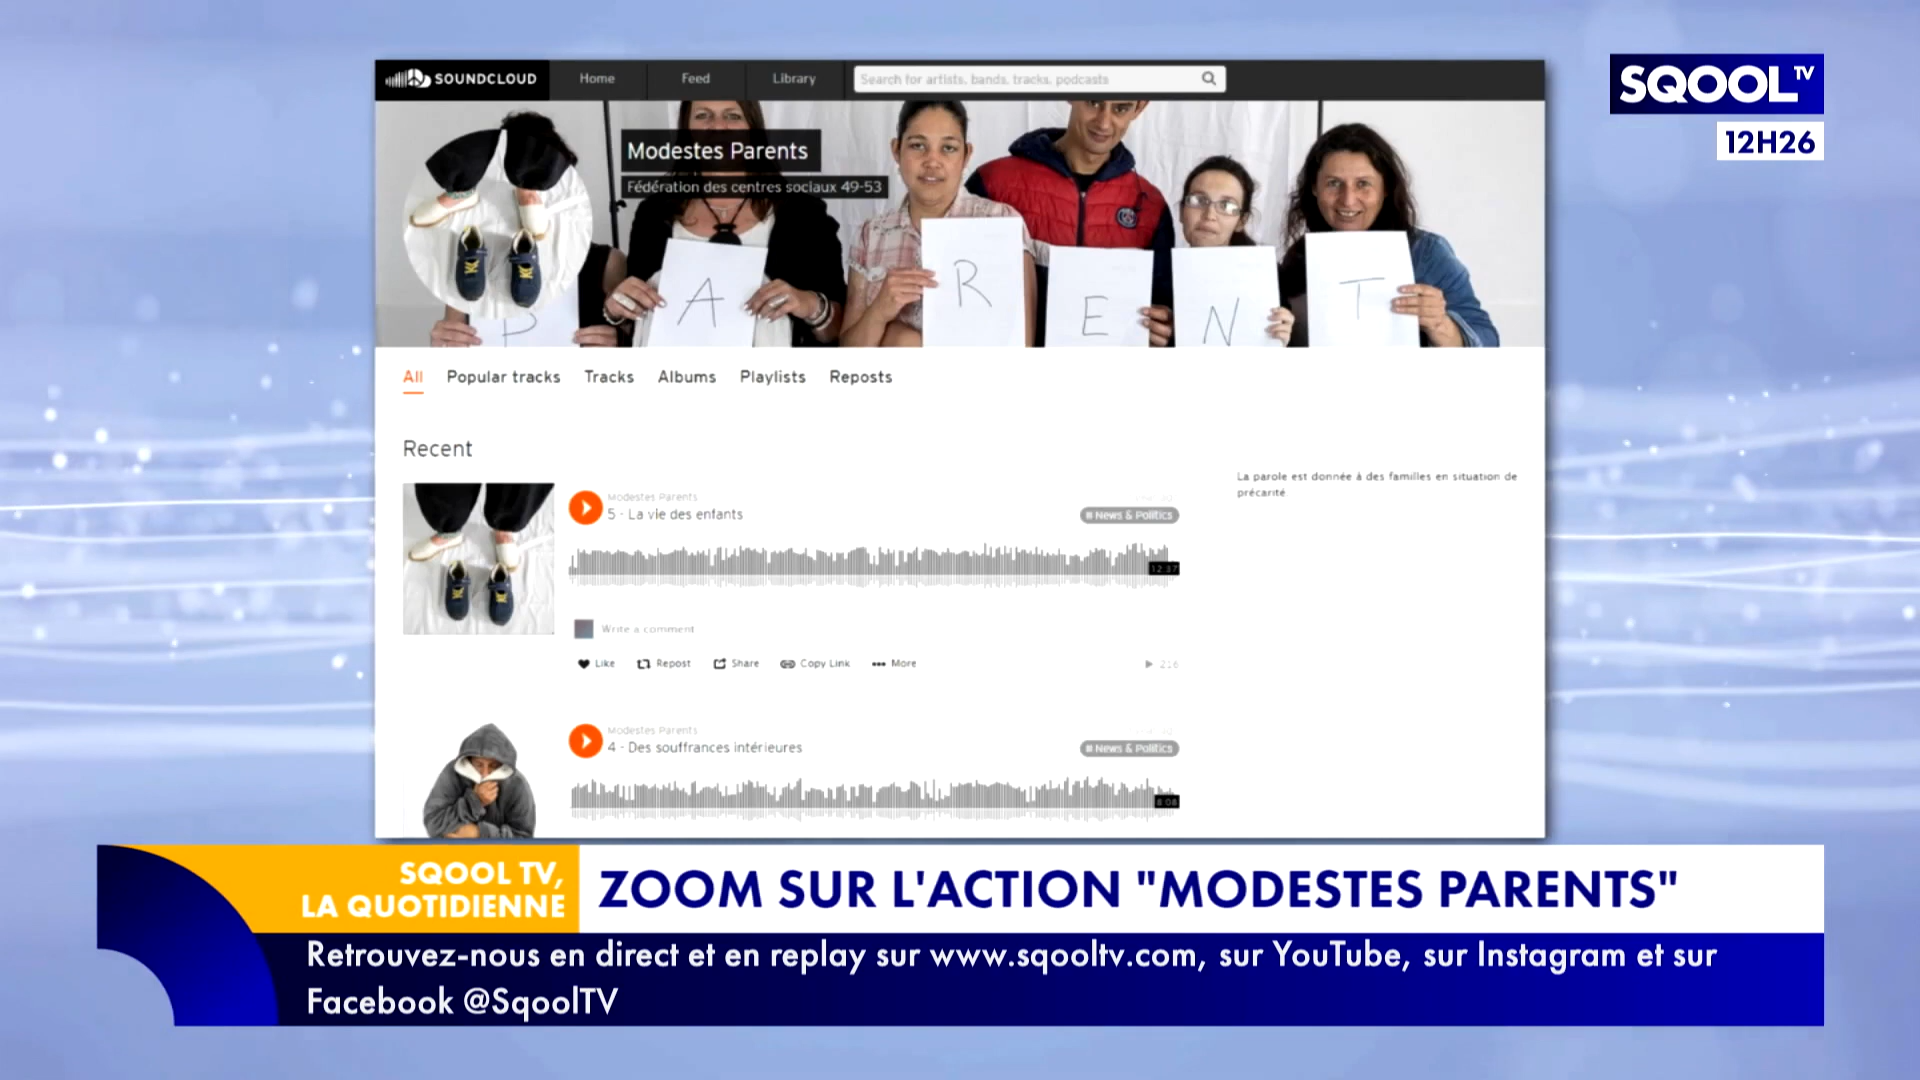 SQOOL TV
12H26
SOUNDCLOUD
Home
Feed
Library
Search for artists, bands, tracks, podcasts
Modestes Parents
Fédération des centres sociaux 49-53
P A R E N T
All
Popular tracks
Tracks
Albums
Playlists
Reposts
Recent
Modestes Parents
5 - La vie des enfants
# News & Politics
12:37
Write a comment
Like
Repost
Share
Copy Link
More
216
La parole est donnée à des familles en situation de
précarité
Modestes Parents
4 - Des souffrances intérieures
# News & Politics
8:08
SQOOL TV,
LA QUOTIDIENNE
ZOOM SUR L'ACTION "MODESTES PARENTS"
Retrouvez-nous en direct et en replay sur www.sqooltv.com, sur YouTube, sur Instagram et sur
Facebook @SqoolTV